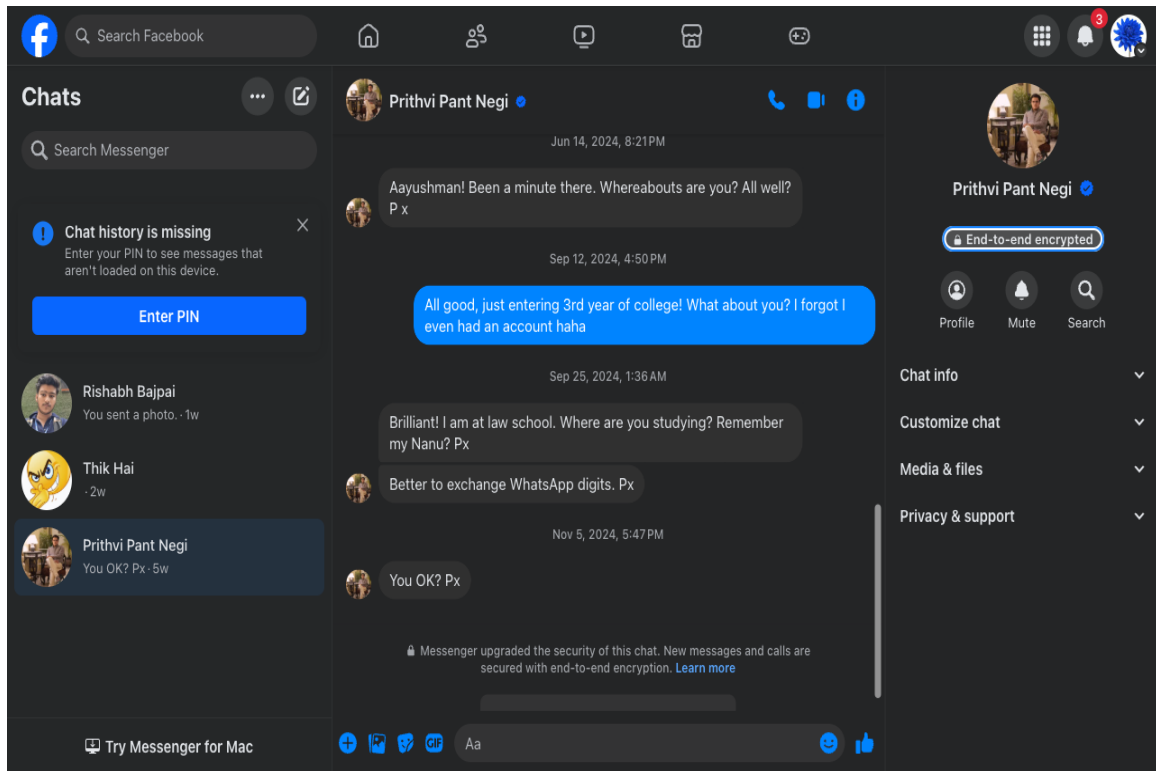 Search Facebook
3
Chats
Search Messenger
Chat history is missing
Enter your PIN to see messages that
aren't loaded on this device.
Enter PIN
Rishabh Bajpai
You sent a photo. · 1w
Thik Hai
· 2w
Prithvi Pant Negi
You OK? Px · 5w
Try Messenger for Mac
Prithvi Pant Negi
Jun 14, 2024, 8:21 PM
Aayushman! Been a minute there. Whereabouts are you? All well?
P x
Sep 12, 2024, 4:50 PM
All good, just entering 3rd year of college! What about you? I forgot I
even had an account haha
Sep 25, 2024, 1:36 AM
Brilliant! I am at law school. Where are you studying? Remember
my Nanu? Px
Better to exchange WhatsApp digits. Px
Nov 5, 2024, 5:47 PM
You OK? Px
Messenger upgraded the security of this chat. New messages and calls are
secured with end-to-end encryption. Learn more
GIF
Aa
Prithvi Pant Negi
End-to-end encrypted
Profile
Mute
Search
Chat info
Customize chat
Media & files
Privacy & support